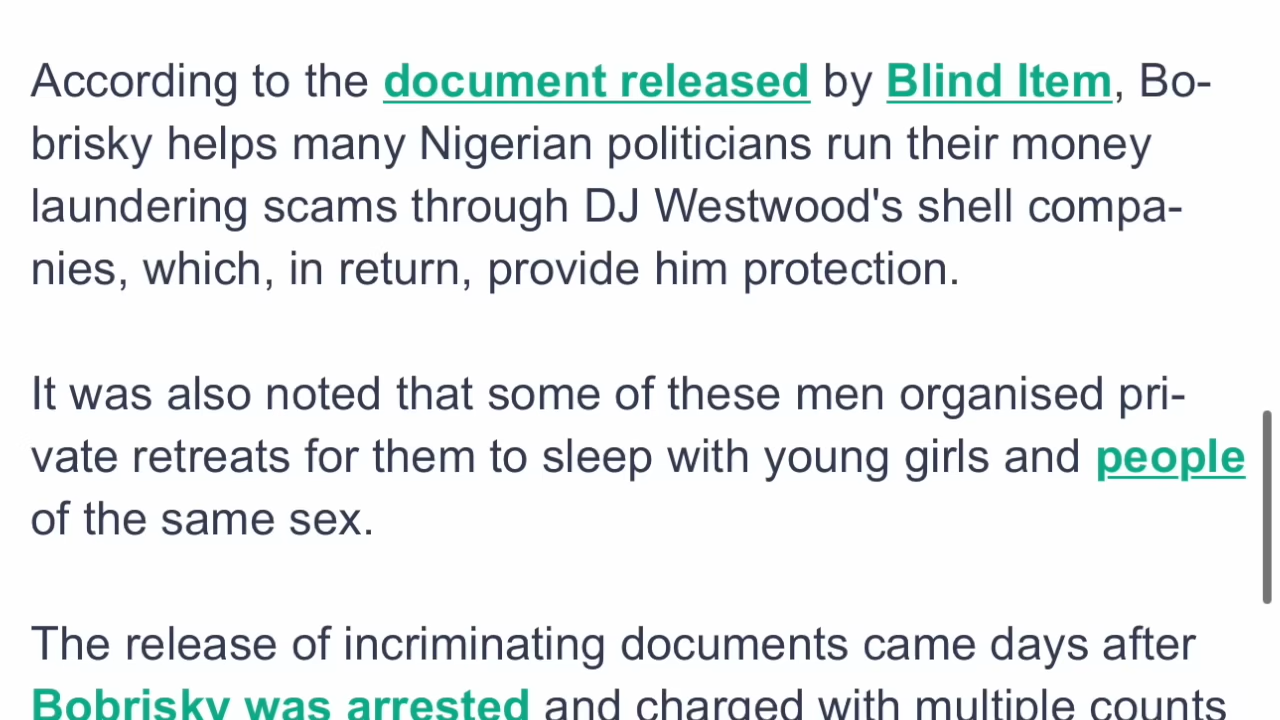 According to the document released by Blind Item, Bo-
brisky helps many Nigerian politicians run their money
laundering scams through DJ Westwood's shell compa-
nies, which, in return, provide him protection.
It was also noted that some of these men organised pri-
vate retreats for them to sleep with young girls and people
of the same sex.
The release of incriminating documents came days after
Bobrisky was arrested and charged with multiple counts